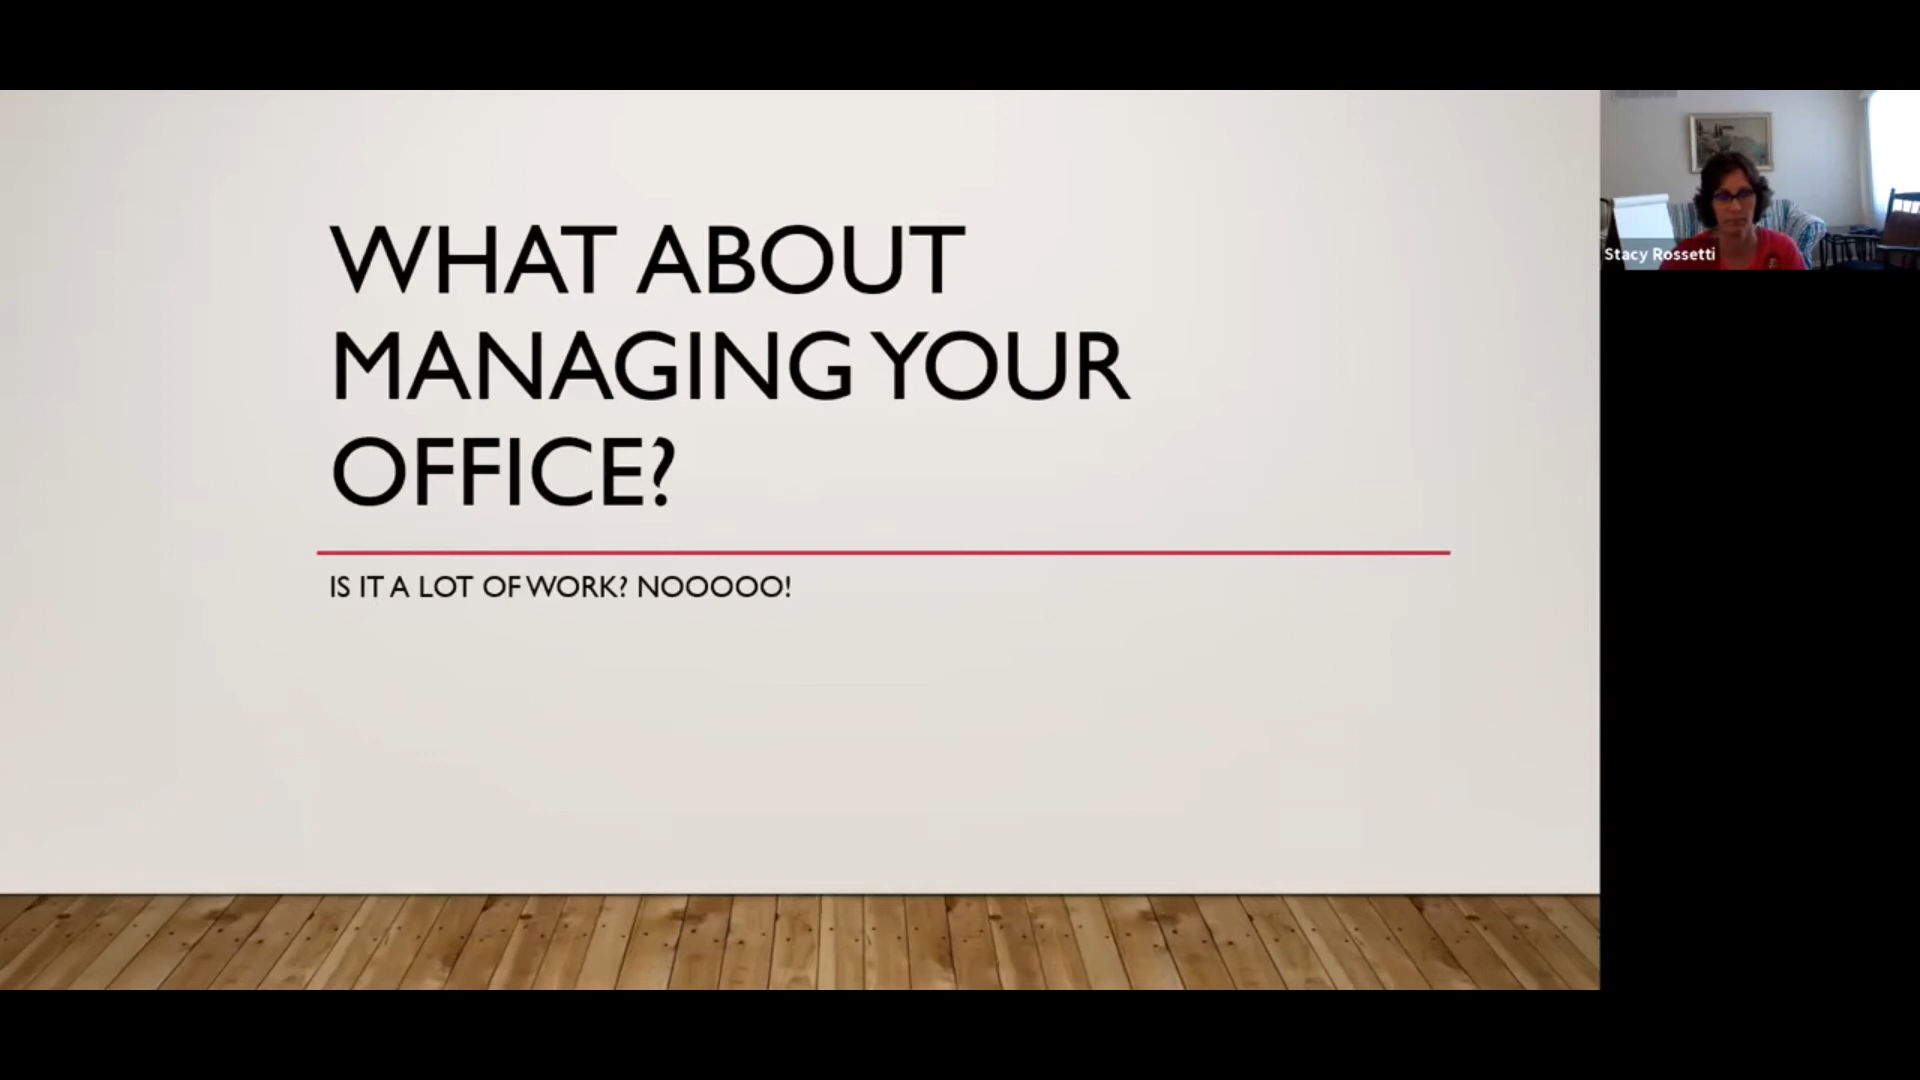 WHAT ABOUT
MANAGING YOUR
OFFICE?
IS IT A LOT OF WORK? NOOOOO!
Stacy Rossetti